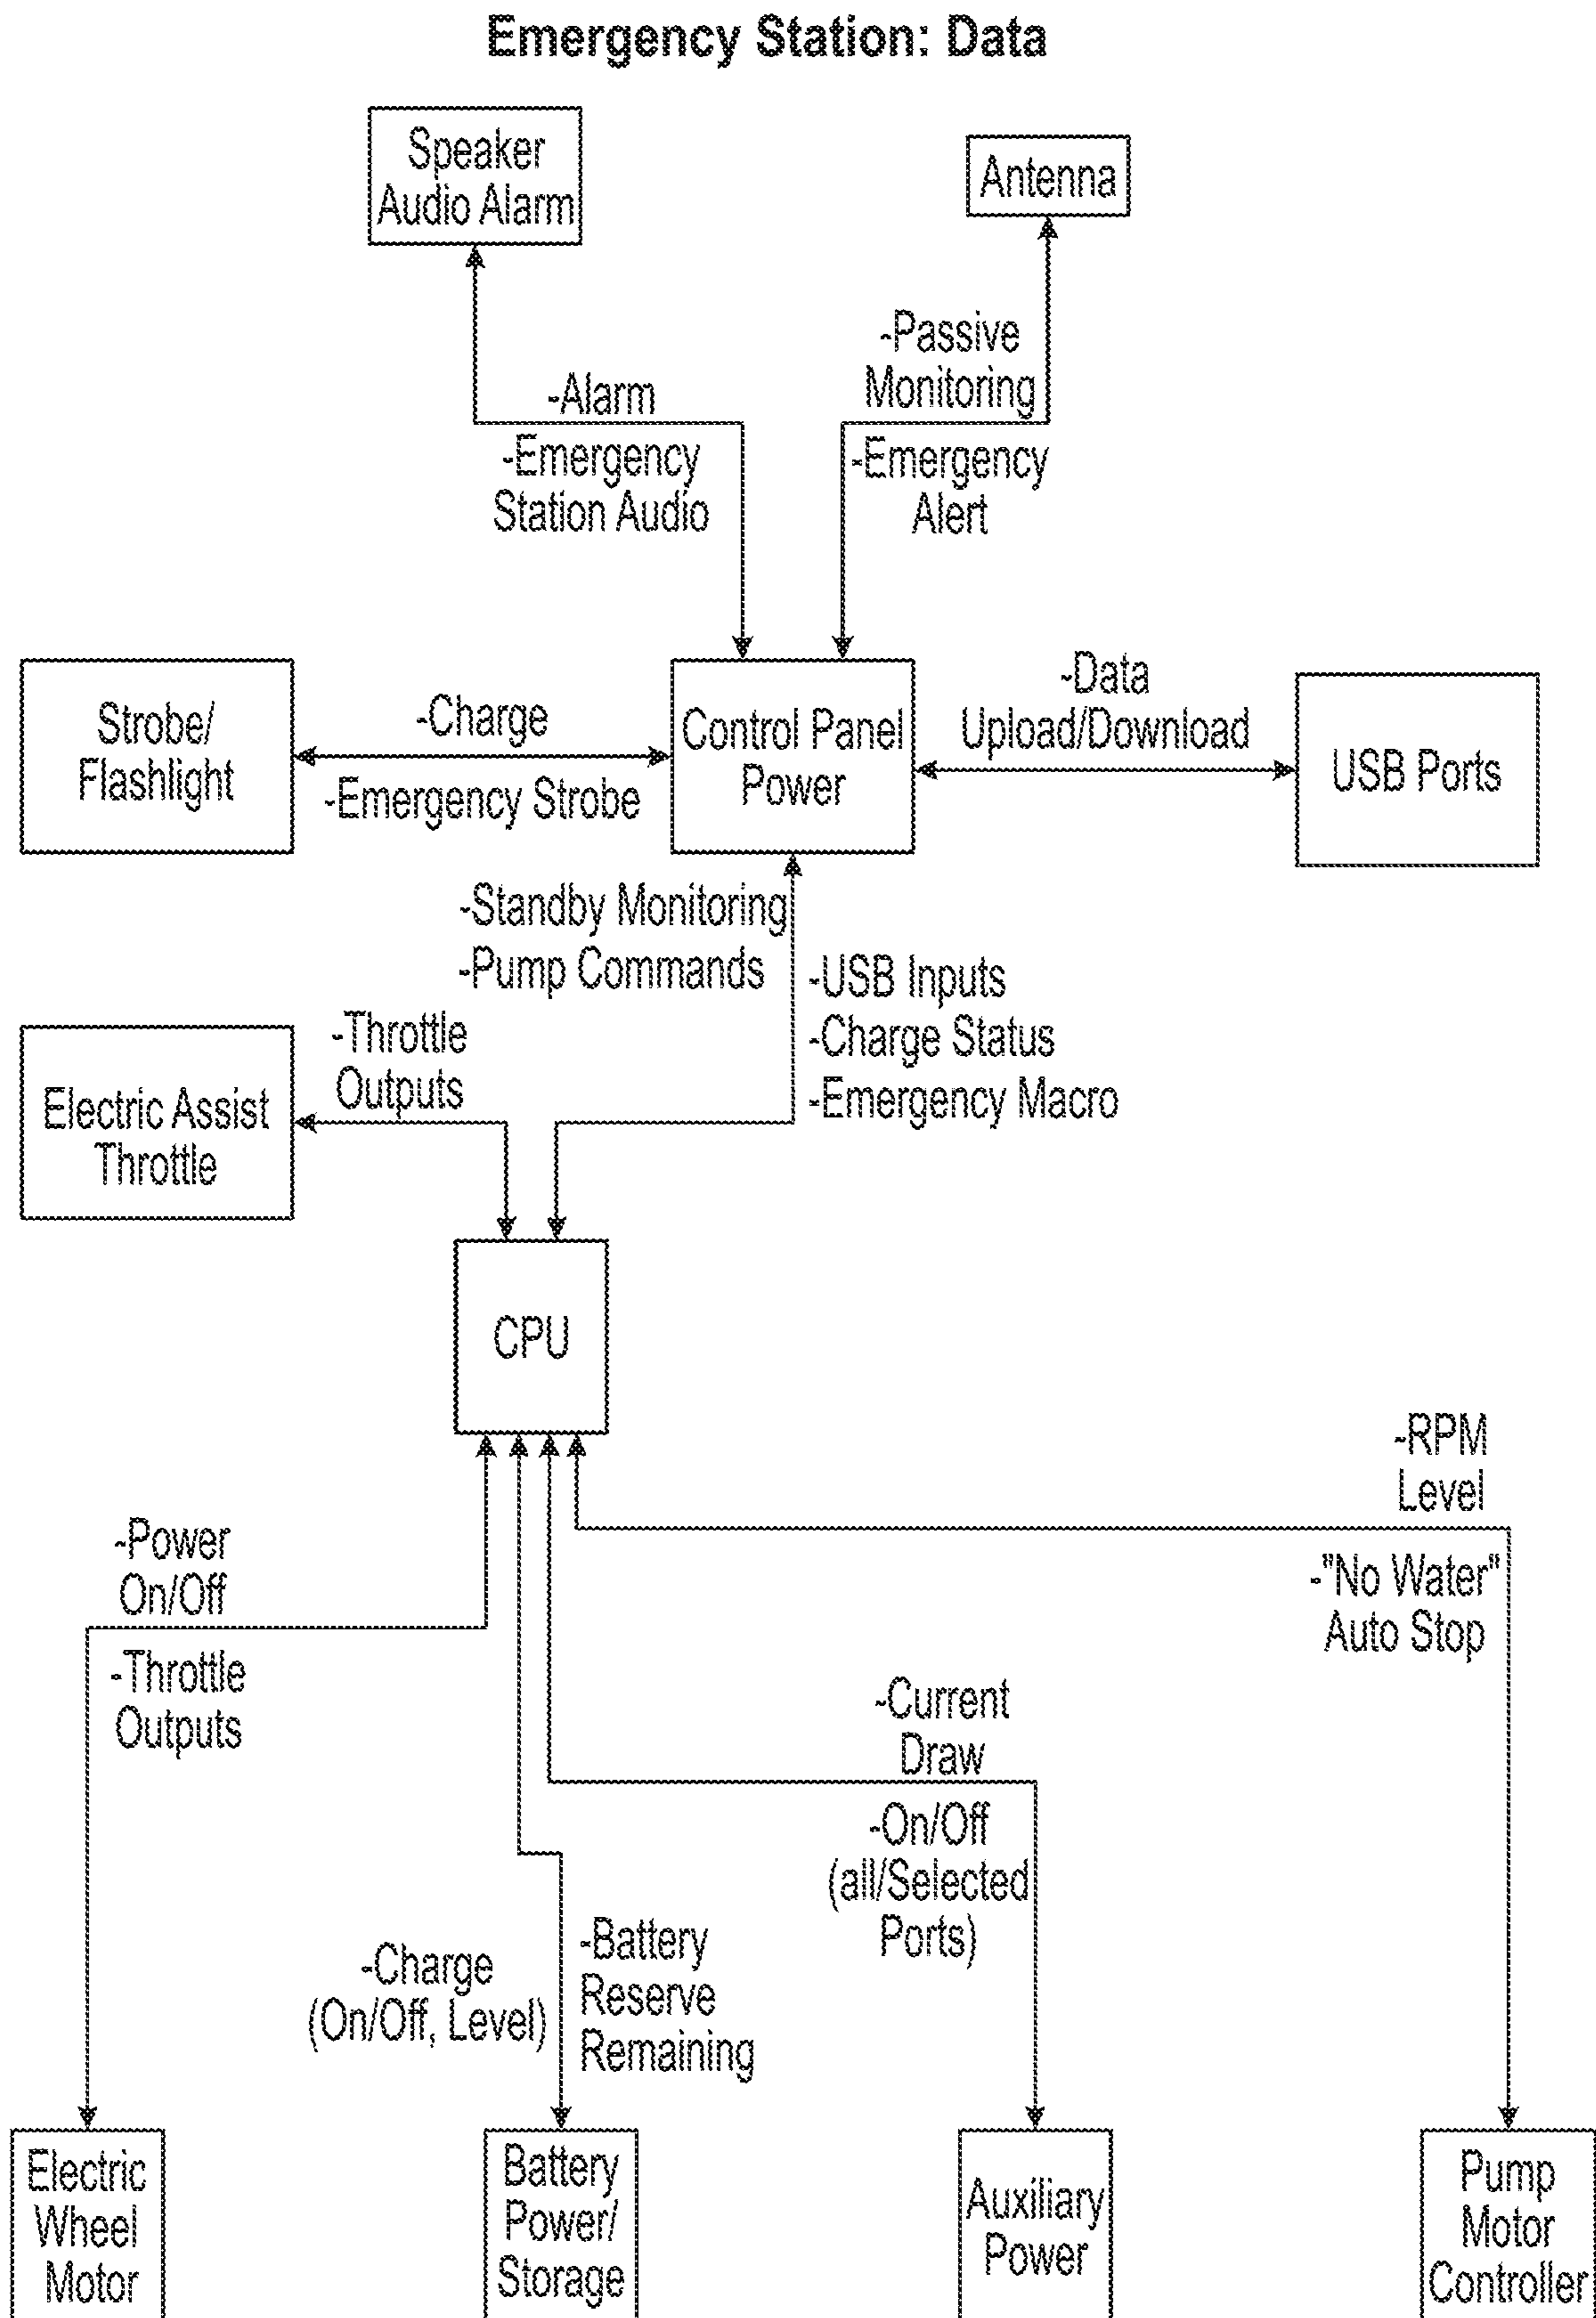 Emergency Station: Data
Speaker
Audio Alarm
Antenna
-Passive
Monitoring
-Alarm
-Emergency
Station Audio
-Emergency
Alert
Strobe/
Flashlight
-Charge
-Emergency Strobe
Control Panel
Power
-Data
Upload/Download
USB Ports
-Standby Monitoring
-Pump Commands
-USB Inputs
-Charge Status
-Emergency Macro
-Throttle
Outputs
Electric Assist
Throttle
CPU
-RPM
Level
-"No Water"
Auto Stop
-Power
On/Off
-Throttle
Outputs
-Current
Draw
-On/Off
(all/Selected
Ports)
-Charge
(On/Off, Level)
-Battery
Reserve
Remaining
Electric
Wheel
Motor
Battery
Power/
Storage
Auxiliary
Power
Pump
Motor
Controller